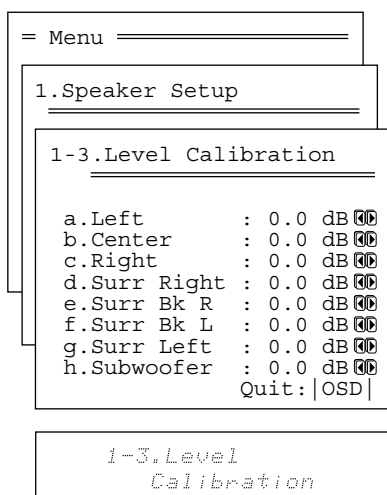 = Menu
1.Speaker Setup
1-3.Level Calibration
a.Left : 0.0 dB
b.Center : 0.0 dB
c.Right : 0.0 dB
d.Surr Right : 0.0 dB
e.Surr Bk R : 0.0 dB
f.Surr Bk L : 0.0 dB
g.Surr Left : 0.0 dB
h.Subwoofer : 0.0 dB
Quit:|OSD|
1-3.Level
Calibration